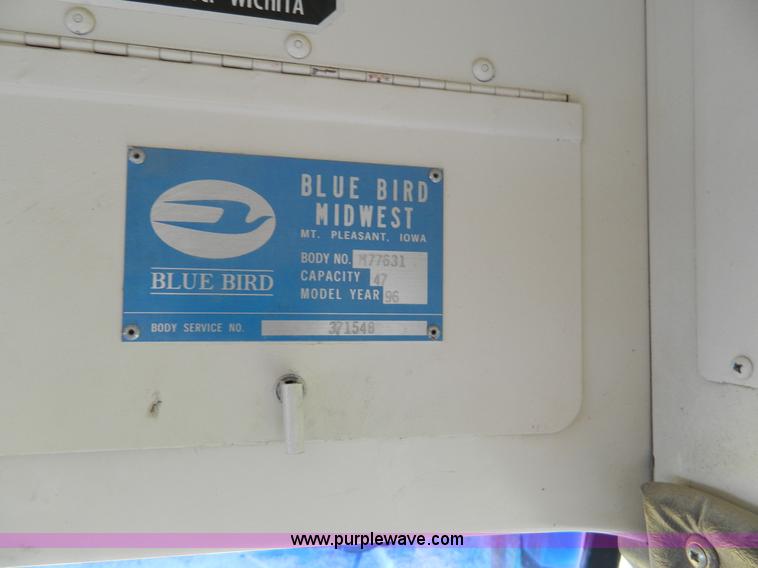 WICHITA
BLUE BIRD
MIDWEST
MT. PLEASANT, IOWA
BODY NO. M77631
CAPACITY 47
MODEL YEAR 96
BLUE BIRD
BODY SERVICE NO. 371548
www.purplewave.com